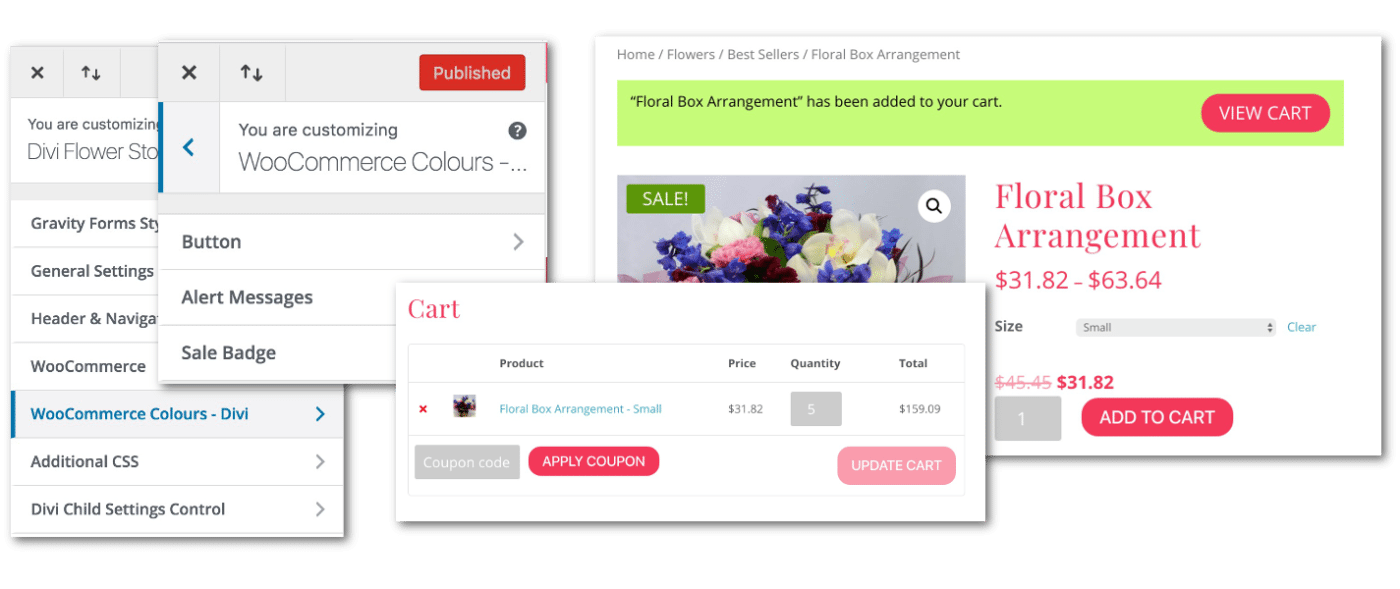 You are customizing
Divi Flower Sto
Gravity Forms Sty
General Settings
Header & Naviga
WooCommerce
WooCommerce Colours - Divi
Additional CSS
Divi Child Settings Control
Published
You are customizing
?
WooCommerce Colours -...
Button
Alert Messages
Sale Badge
Cart
Product Price Quantity Total
× Floral Box Arrangement - Small $31.82 5 $159.09
Coupon code APPLY COUPON UPDATE CART
Home / Flowers / Best Sellers / Floral Box Arrangement
“Floral Box Arrangement” has been added to your cart.
VIEW CART
SALE!
Floral Box
Arrangement
$31.82 – $63.64
Size Small Clear
$45.45 $31.82
1 ADD TO CART